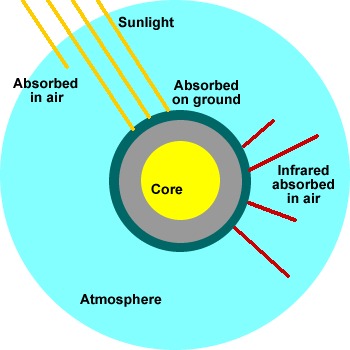 Sunlight
Absorbed
in air
Absorbed
on ground
Infrared
absorbed
in air
Core
Atmosphere